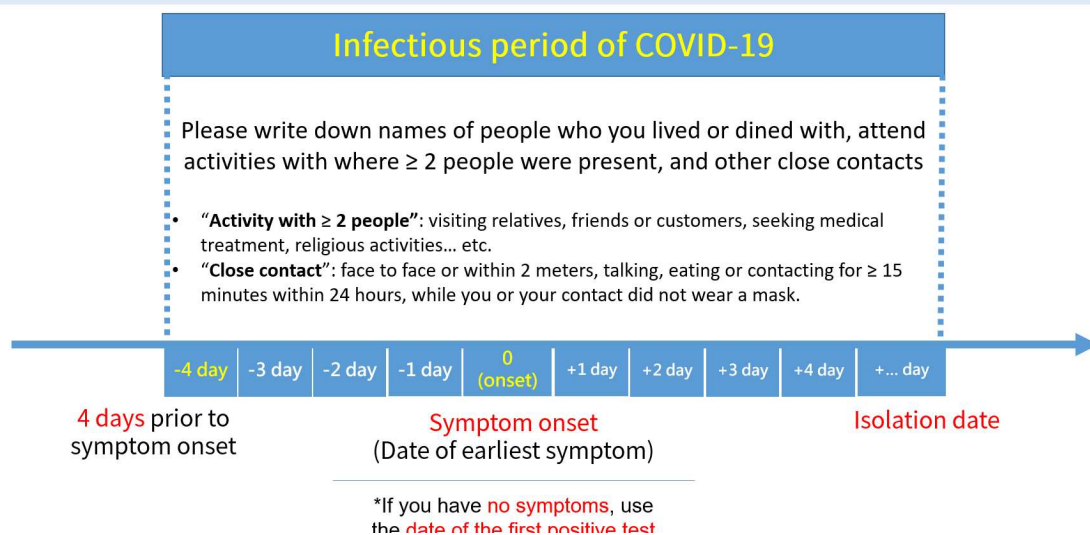 Infectious period of COVID-19
Please write down names of people who you lived or dined with, attend
activities with where ≥ 2 people were present, and other close contacts
• “Activity with ≥ 2 people”: visiting relatives, friends or customers, seeking medical
treatment, religious activities... etc.
• “Close contact”: face to face or within 2 meters, talking, eating or contacting for ≥ 15
minutes within 24 hours, while you or your contact did not wear a mask.
-4 day -3 day -2 day -1 day 0 (onset) +1 day +2 day +3 day +4 day +... day
4 days prior to
symptom onset
Symptom onset
(Date of earliest symptom)
Isolation date
*If you have no symptoms, use
the date of the first positive test